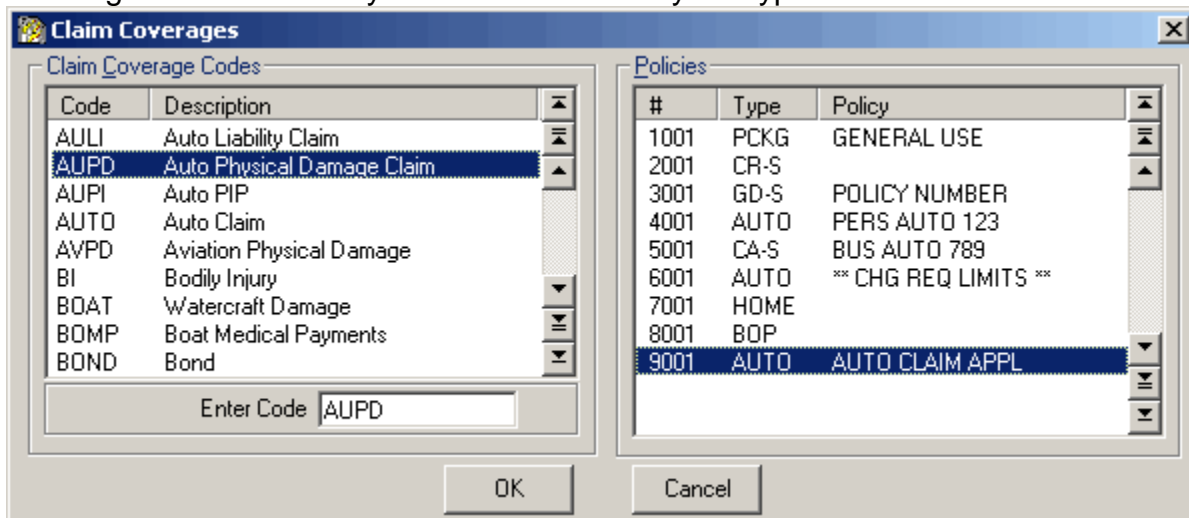 Claim Coverages
Claim Coverage Codes
Code Description
AULI Auto Liability Claim
AUPD Auto Physical Damage Claim
AUPI Auto PIP
AUTO Auto Claim
AVPD Aviation Physical Damage
BI Bodily Injury
BOAT Watercraft Damage
BOMP Boat Medical Payments
BOND Bond
Enter Code AUPD
Policies
# Type Policy
1001 PCKG GENERAL USE
2001 CR-S
3001 GD-S POLICY NUMBER
4001 AUTO PERS AUTO 123
5001 CA-S BUS AUTO 789
6001 AUTO ** CHG REQ LIMITS **
7001 HOME
8001 BOP
9001 AUTO AUTO CLAIM APPL
OK Cancel